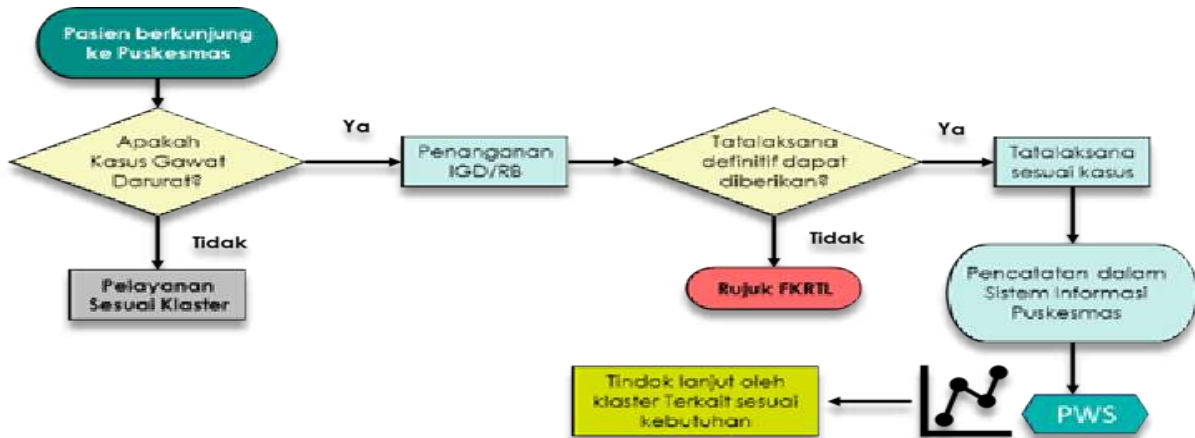 Pasien berkunjung
ke Puskesmas
Apakah
Kasus Gawat
Darurat?
Ya
Penanganan
IGD/RB
Tatalaksana
definitif dapat
diberikan?
Ya
Tatalaksana
sesuai kasus
Tidak
Pelayanan
Sesuai Klaster
Tidak
Rujuk FKRTL
Pencatatan dalam
Sistem Informasi
Puskesmas
Tindak lanjut oleh
klaster Terkait sesuai
kebutuhan
PWS